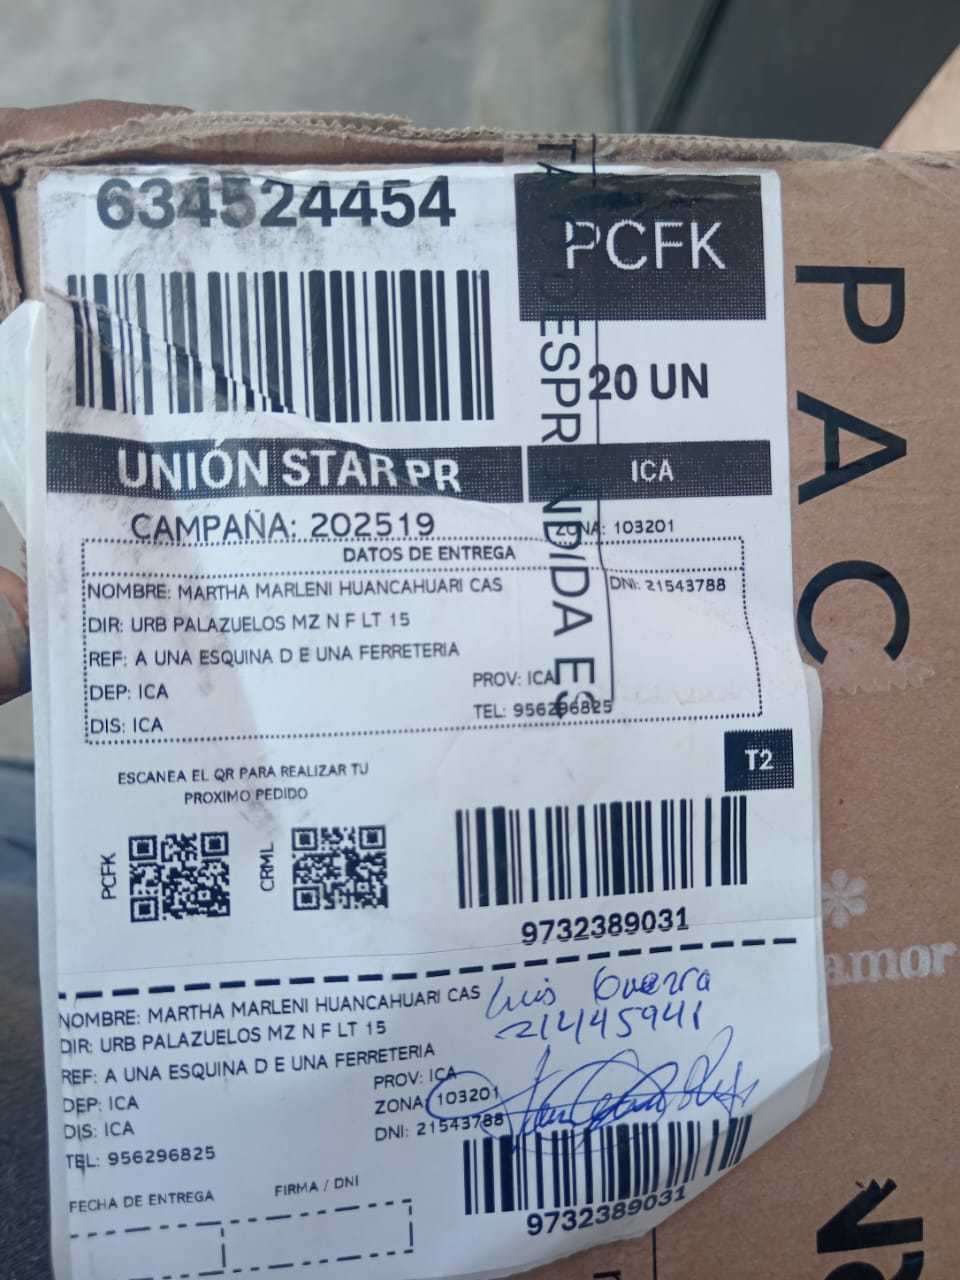 634524454
PCFK
20 UN
UNIÓN STAR PR
ICA
CAMPAÑA: 202519
ZONA: 103201
DATOS DE ENTREGA
NOMBRE: MARTHA MARLENI HUANCAHUARI CAS
DNI: 21543788
DIR: URB PALAZUELOS MZ N F LT 15
REF: A UNA ESQUINA D E UNA FERRETERIA
DEP: ICA
PROV: ICA
DIS: ICA
TEL: 956296825
T2
ESCANEA EL QR PARA REALIZAR TU
PROXIMO PEDIDO
PCFK
CRML
9732389031
NOMBRE: MARTHA MARLENI HUANCAHUARI CAS
Luis Guerra
DIR: URB PALAZUELOS MZ N F LT 15
21445941
REF: A UNA ESQUINA D E UNA FERRETERIA
DEP: ICA
PROV: ICA
ZONA: 103201
DIS: ICA
DNI: 21543788
TEL: 956296825
FECHA DE ENTREGA
FIRMA / DNI
9732389031
DESPRENDIDA ES
PAC
amor